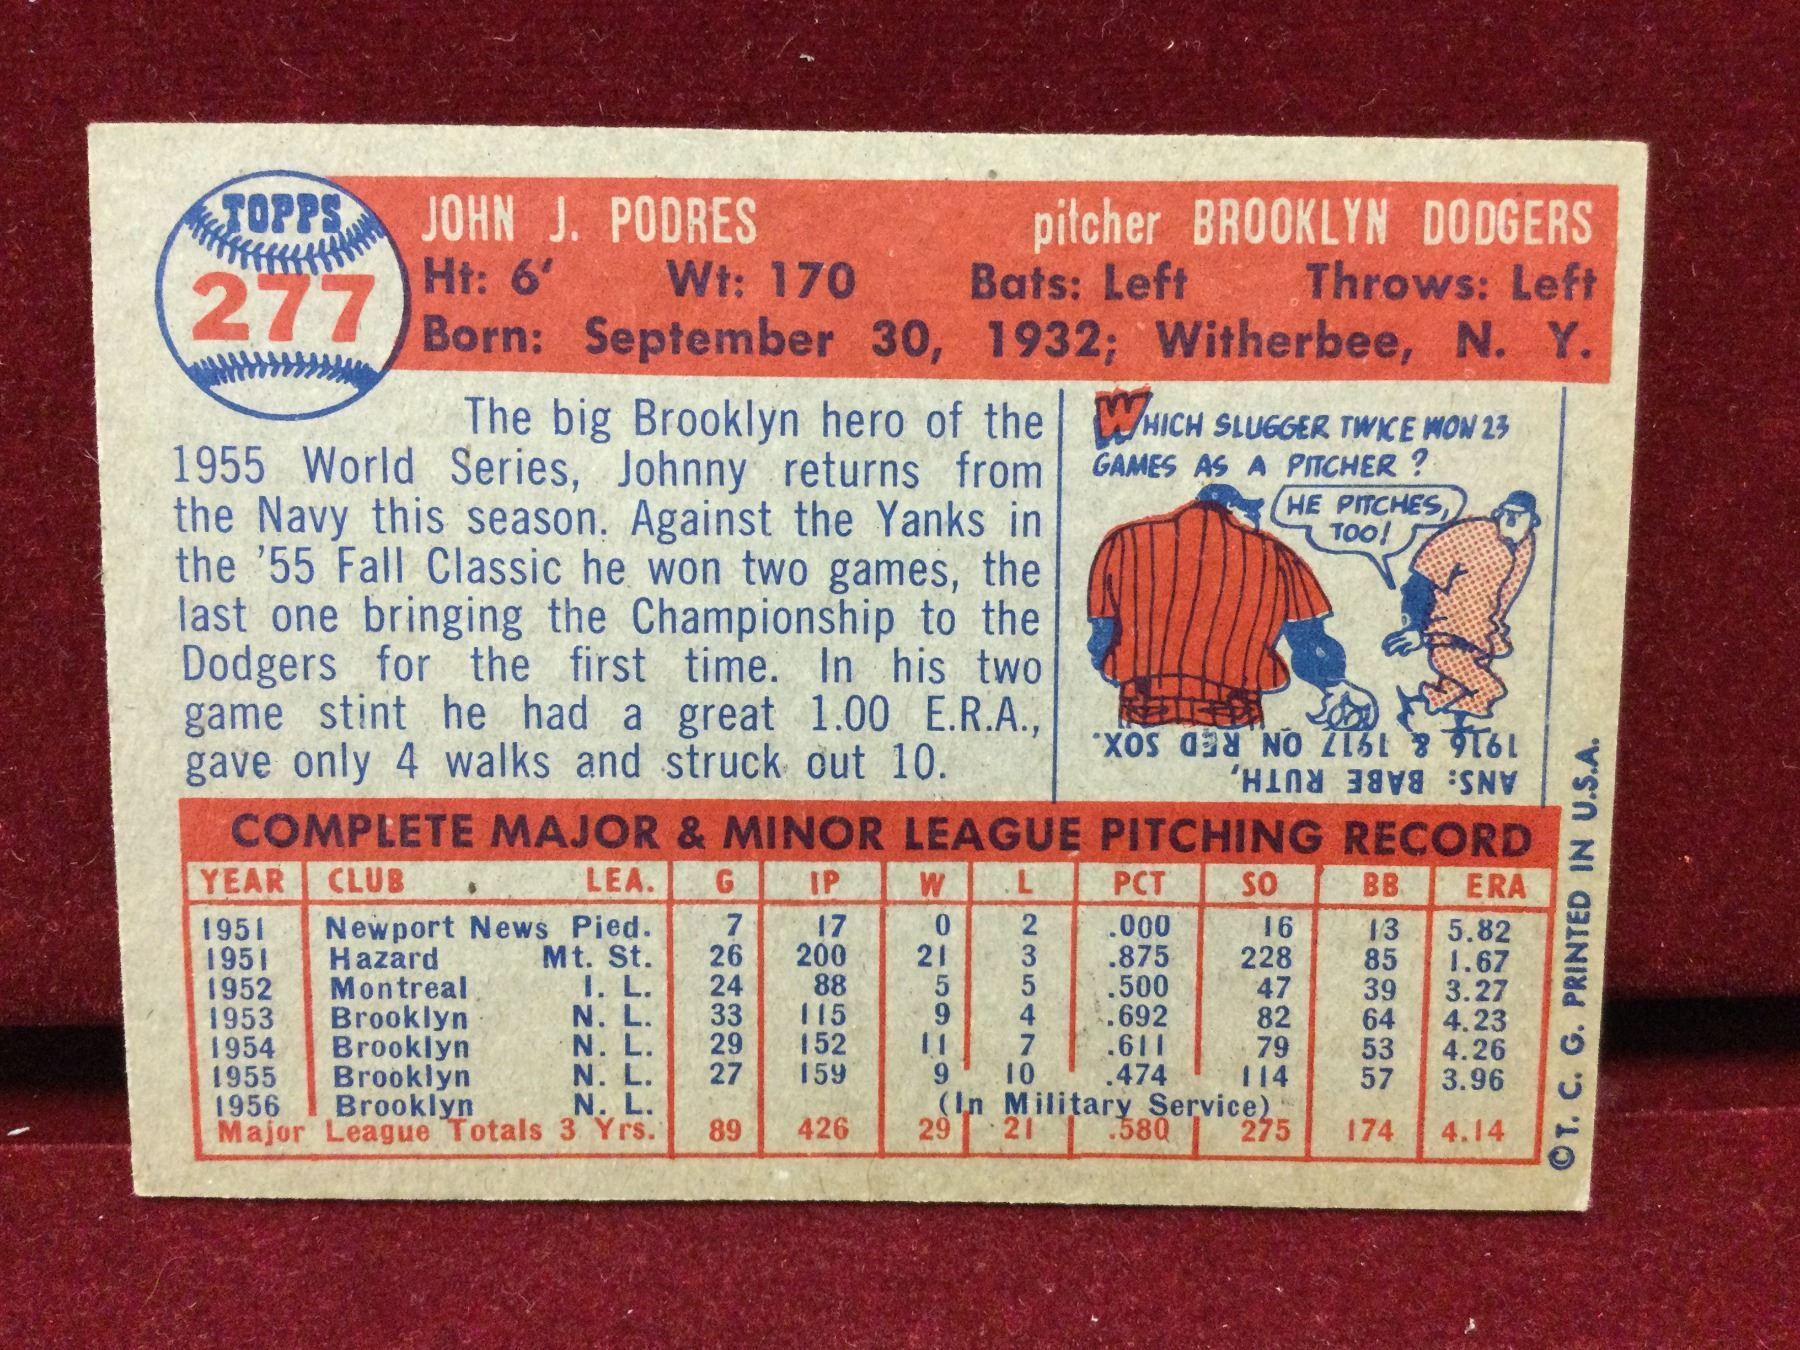 TOPPS
277
JOHN J. PODRES pitcher BROOKLYN DODGERS
Ht: 6' Wt: 170 Bats: Left Throws: Left
Born: September 30, 1932; Witherbee, N. Y.
The big Brooklyn hero of the
1955 World Series, Johnny returns from
the Navy this season. Against the Yanks in
the '55 Fall Classic he won two games, the
last one bringing the Championship to the
Dodgers for the first time. In his two
game stint he had a great 1.00 E.R.A.,
gave only 4 walks and struck out 10.
WHICH SLUGGER TWICE WON 23
GAMES AS A PITCHER ?
HE PITCHES,
TOO!
ANS: BABE RUTH,
1916 & 1917 ON RED SOX.
COMPLETE MAJOR & MINOR LEAGUE PITCHING RECORD
YEAR CLUB LEA. G IP W L PCT SO BB ERA
1951 Newport News Pied. 7 17 0 2 .000 16 13 5.82
1951 Hazard Mt. St. 26 200 21 3 .875 228 85 1.67
1952 Montreal I. L. 24 88 5 5 .500 47 39 3.27
1953 Brooklyn N. L. 33 115 9 4 .692 82 64 4.23
1954 Brooklyn N. L. 29 152 11 7 .611 79 53 4.26
1955 Brooklyn N. L. 27 159 9 10 .474 114 57 3.96
1956 Brooklyn N. L. (In Military Service)
Major League Totals 3 Yrs. 89 426 29 21 .580 275 174 4.14
©T. C. G. PRINTED IN U.S.A.